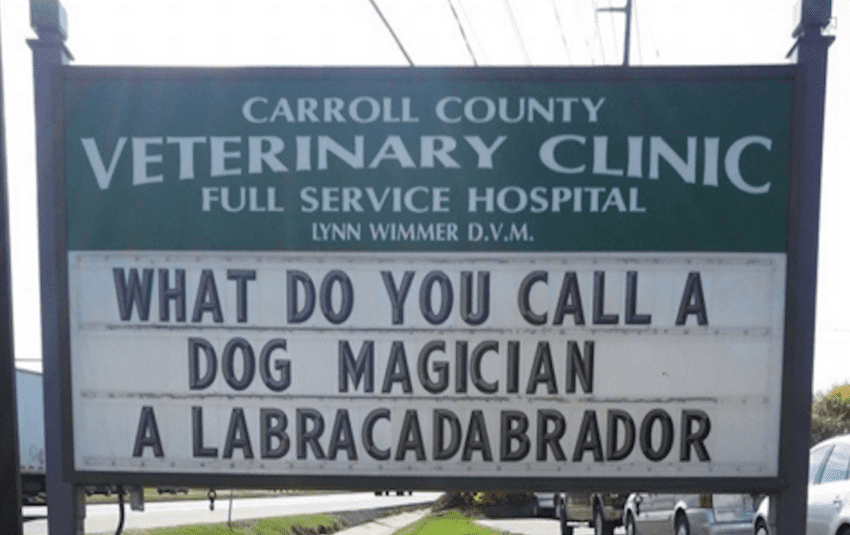 CARROLL COUNTY
VETERINARY CLINIC
FULL SERVICE HOSPITAL
LYNN WIMMER D.V.M.
WHAT DO YOU CALL A
DOG MAGICIAN
A LABRACADABRADOR